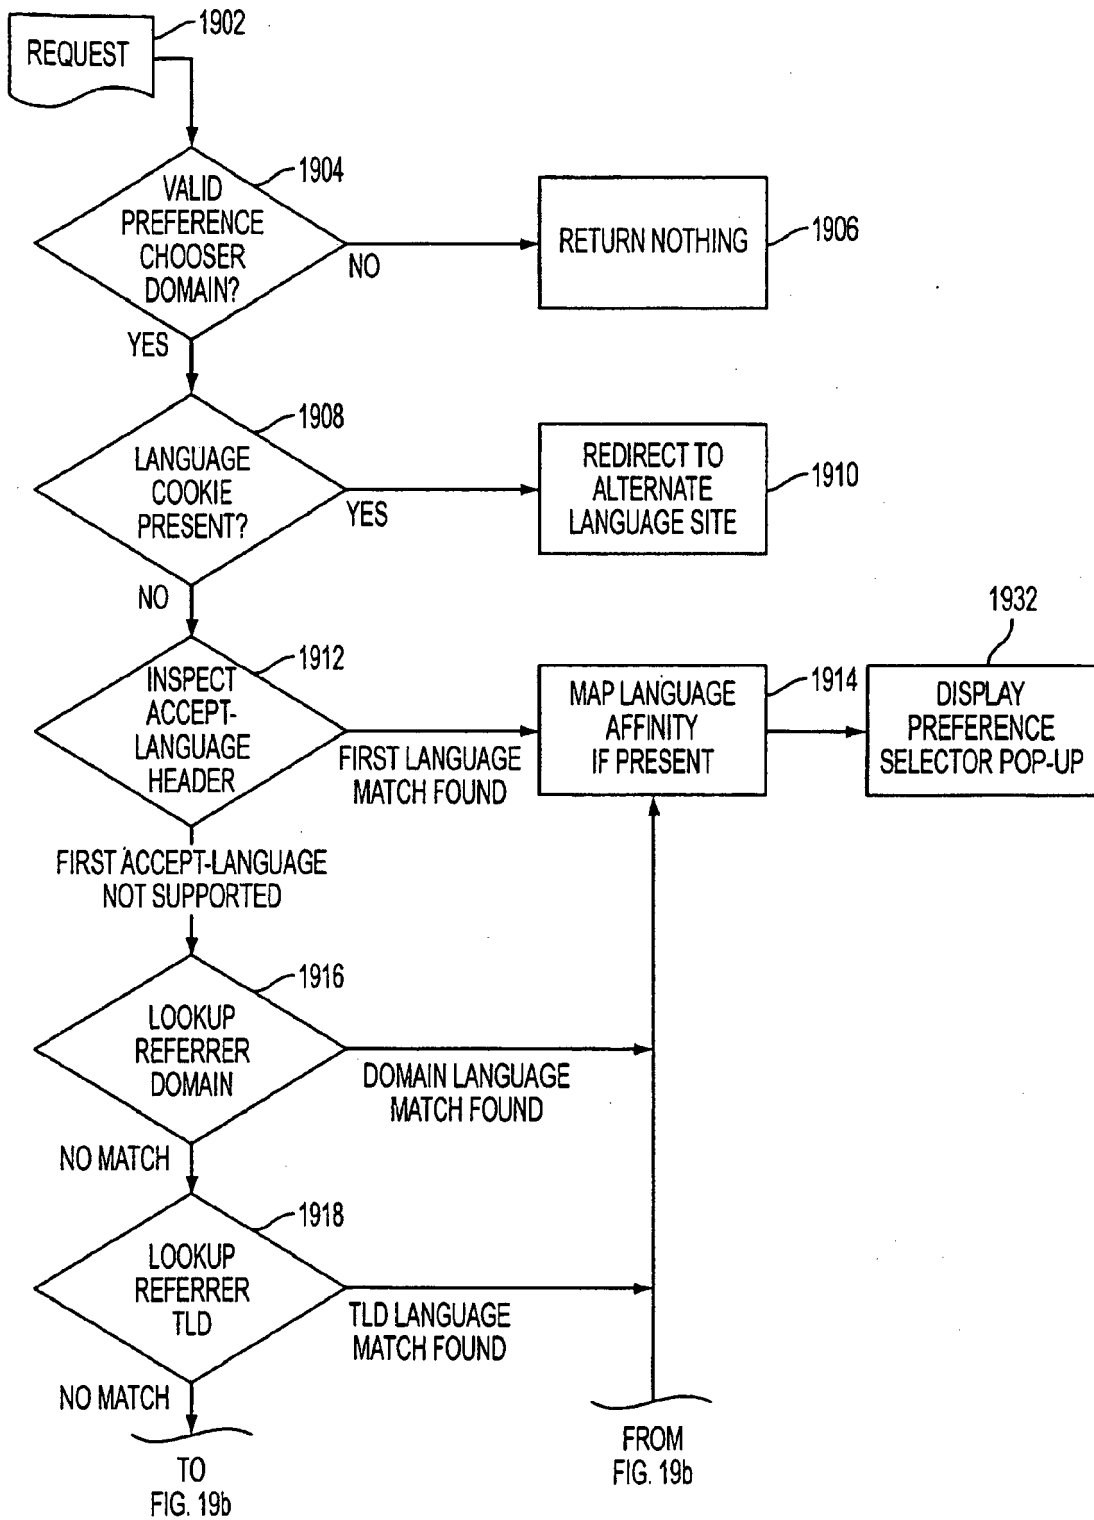 1902
REQUEST
1904
VALID
PREFERENCE
CHOOSER
DOMAIN?
NO
RETURN NOTHING
1906
YES
1908
LANGUAGE
COOKIE
PRESENT?
YES
REDIRECT TO
ALTERNATE
LANGUAGE SITE
1910
NO
1912
INSPECT
ACCEPT-
LANGUAGE
HEADER
FIRST LANGUAGE
MATCH FOUND
MAP LANGUAGE
AFFINITY
IF PRESENT
1914
1932
DISPLAY
PREFERENCE
SELECTOR POP-UP
FIRST ACCEPT-LANGUAGE
NOT SUPPORTED
1916
LOOKUP
REFERRER
DOMAIN
DOMAIN LANGUAGE
MATCH FOUND
NO MATCH
1918
LOOKUP
REFERRER
TLD
TLD LANGUAGE
MATCH FOUND
NO MATCH
TO
FIG. 19b
FROM
FIG. 19b